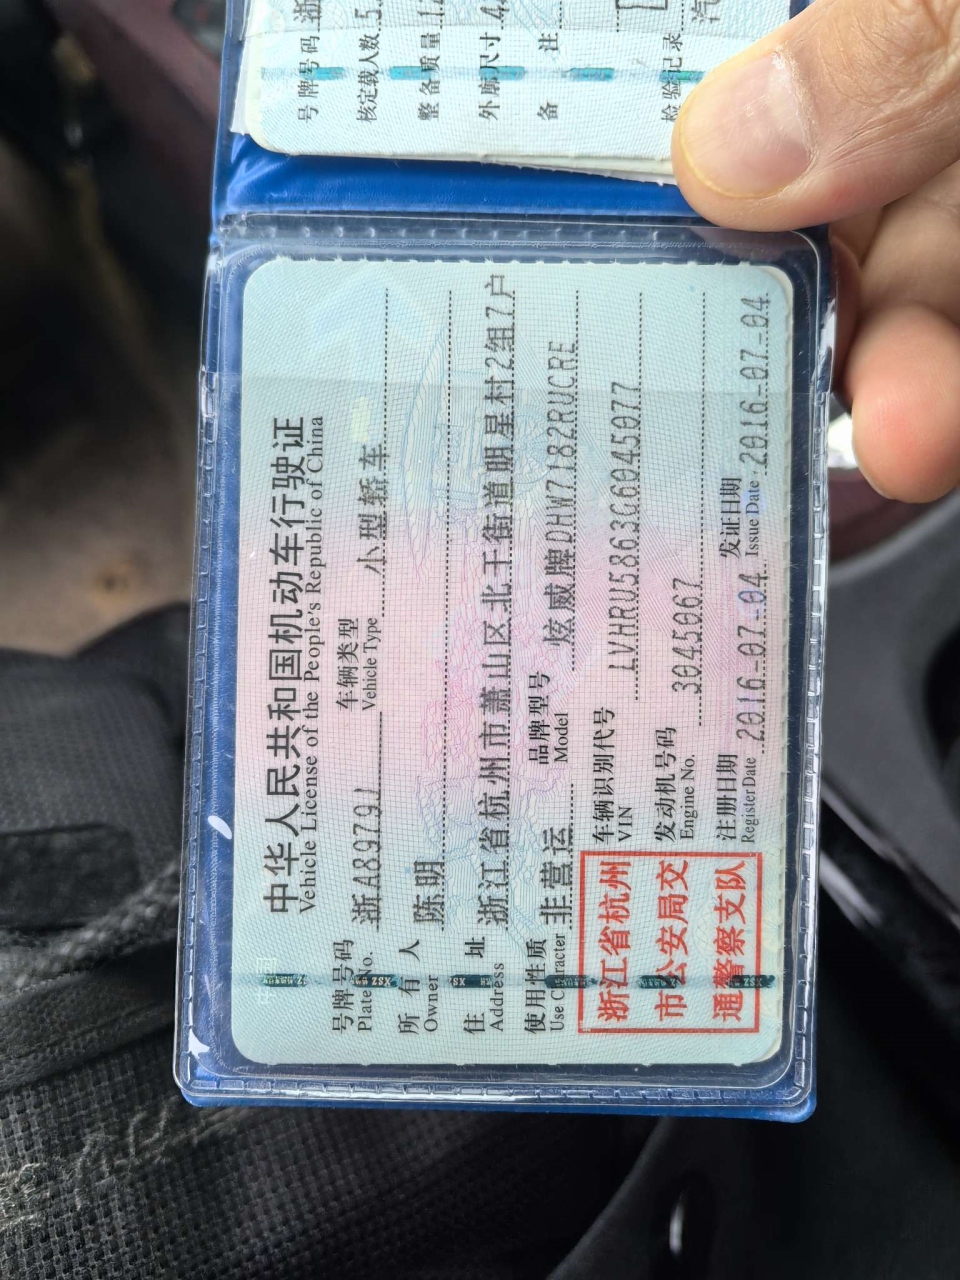 中华人民共和国机动车行驶证
Vehicle License of the People's Republic of China
号牌号码 浙A8979J 车辆类型 小型轿车
Plate No. Vehicle Type
所有人 陈明
Owner
住址 浙江省杭州市萧山区北干街道明星村2组7户
Address
使用性质 非营运 品牌型号 炫威牌DHW7182RUCRE
Use Character Model
浙江省杭州
市公安局交
通警察支队
车辆识别代号 LVHRU5863G6045077
VIN
发动机号码 3045067
Engine No.
注册日期 2016-07-04 发证日期 2016-07-04
Register Date Issue Date
号牌号码 浙
核定载人数 5
整备质量
外廓尺寸
备注
检验记录